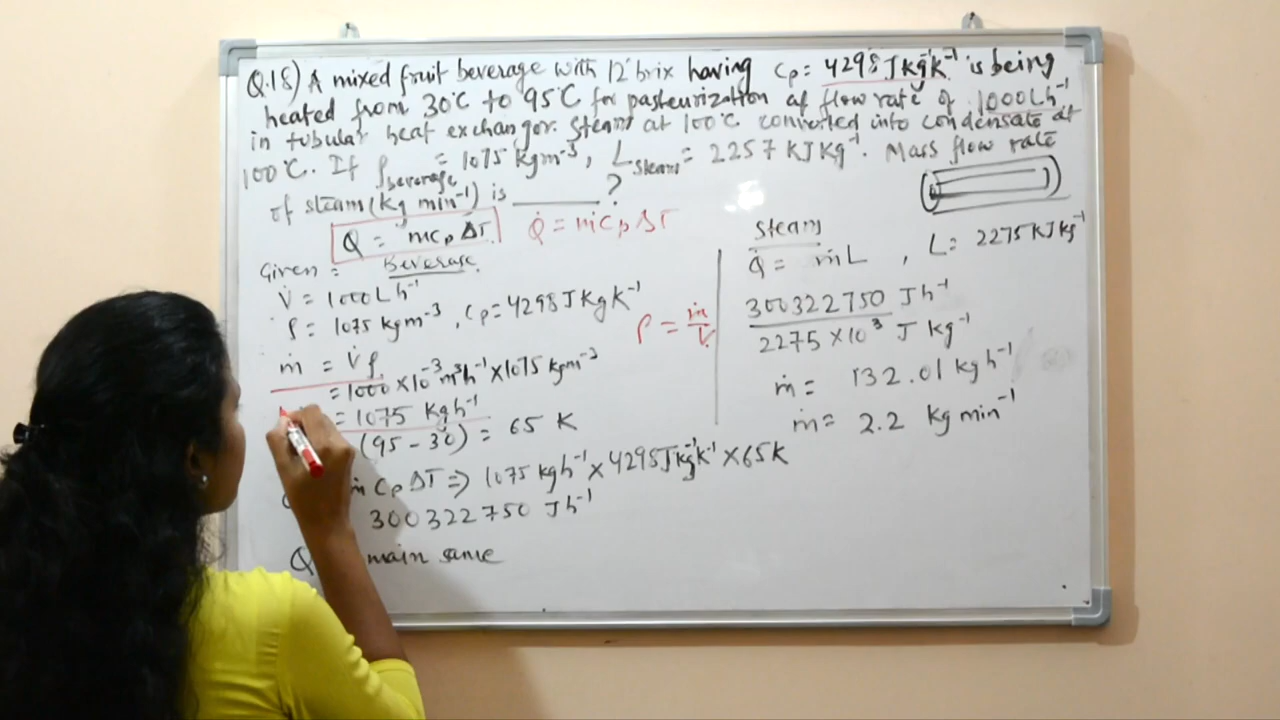 Q.18) A mixed fruit beverage with 12°brix having Cp= 4298 J Kg⁻¹K⁻¹ is being
heated from 30°C to 95°C for pasteurization at flow rate of 1000 L h⁻¹
in tubular heat exchanger. Steam at 100°C converted into condensate at
100°C. If ρbeverage = 1075 Kgm⁻³, LSteam = 2257 KJ Kg⁻¹. Mass flow rate
of steam (Kg min⁻¹) is ______?
Q = mCpΔT
Q̇ = ṁCpΔT
Given = Beverage
V̇ = 1000 L h⁻¹
ρ = 1075 kgm⁻³, Cp = 4298 J Kg K⁻¹
ṁ = V̇ρ
= 1000 × 10⁻³ m³h⁻¹ × 1075 kgm⁻³
= 1075 Kg h⁻¹
(95 - 30) = 65 K
ṁ Cp ΔT => 1075 kg h⁻¹ × 4298 J kg⁻¹K⁻¹ × 65K
300322750 J h⁻¹
Q main same
ρ = ṁ/V̇
Steam
Q̇ = ṁL , L = 2275 KJ kg⁻¹
300322750 J h⁻¹
2275 × 10³ J kg⁻¹
ṁ = 132.01 kg h⁻¹
ṁ = 2.2 kg min⁻¹